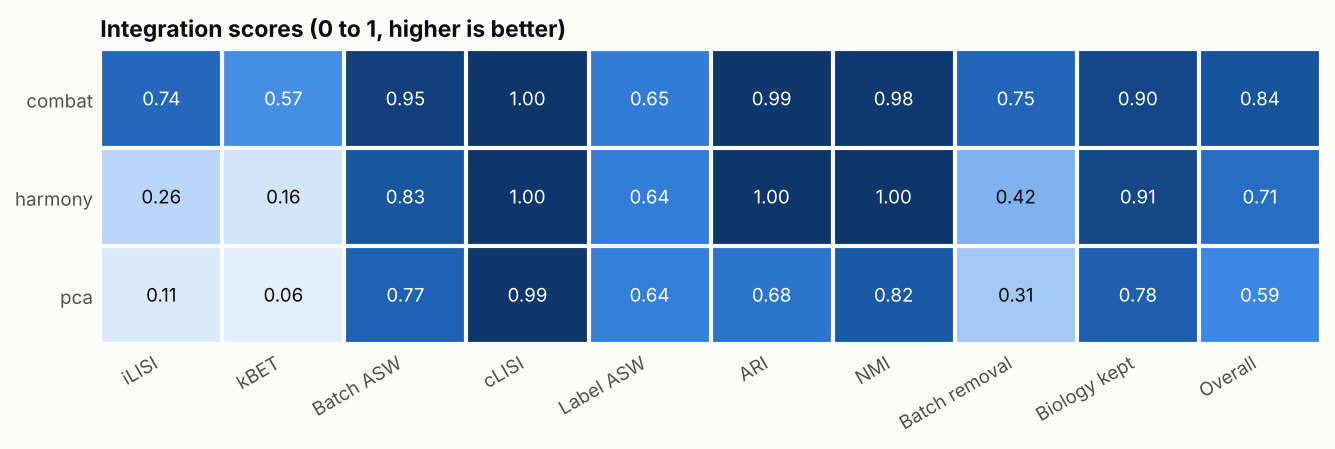 Integration scores (0 to 1, higher is better)
combat 0.74 0.57 0.95 1.00 0.65 0.99 0.98 0.75 0.90 0.84
harmony 0.26 0.16 0.83 1.00 0.64 1.00 1.00 0.42 0.91 0.71
pca 0.11 0.06 0.77 0.99 0.64 0.68 0.82 0.31 0.78 0.59
iLISI kBET Batch ASW cLISI Label ASW ARI NMI Batch removal Biology kept Overall